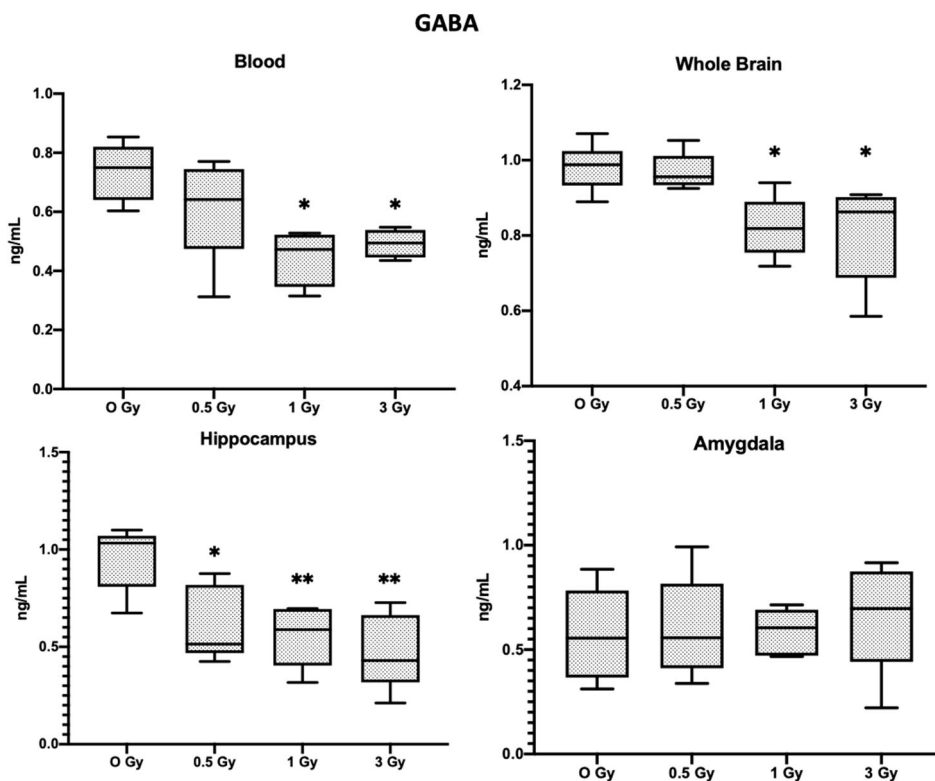 GABA
Blood
ng/mL
1.0
0.8
0.6
0.4
0.2
0.0
*
*
O Gy
0.5 Gy
1 Gy
3 Gy
Whole Brain
ng/mL
1.2
1.0
0.8
0.6
0.4
*
*
O Gy
0.5 Gy
1 Gy
3 Gy
Hippocampus
ng/mL
1.5
1.0
0.5
0.0
*
**
**
O Gy
0.5 Gy
1 Gy
3 Gy
Amygdala
ng/mL
1.5
1.0
0.5
0.0
O Gy
0.5 Gy
1 Gy
3 Gy